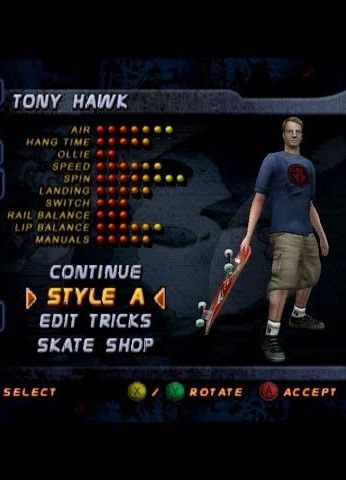 TONY HAWK
AIR
HANG TIME
OLLIE
SPEED
SPIN
LANDING
SWITCH
RAIL BALANCE
LIP BALANCE
MANUALS
CONTINUE
STYLE A
EDIT TRICKS
SKATE SHOP
SELECT X / Y ROTATE A ACCEPT